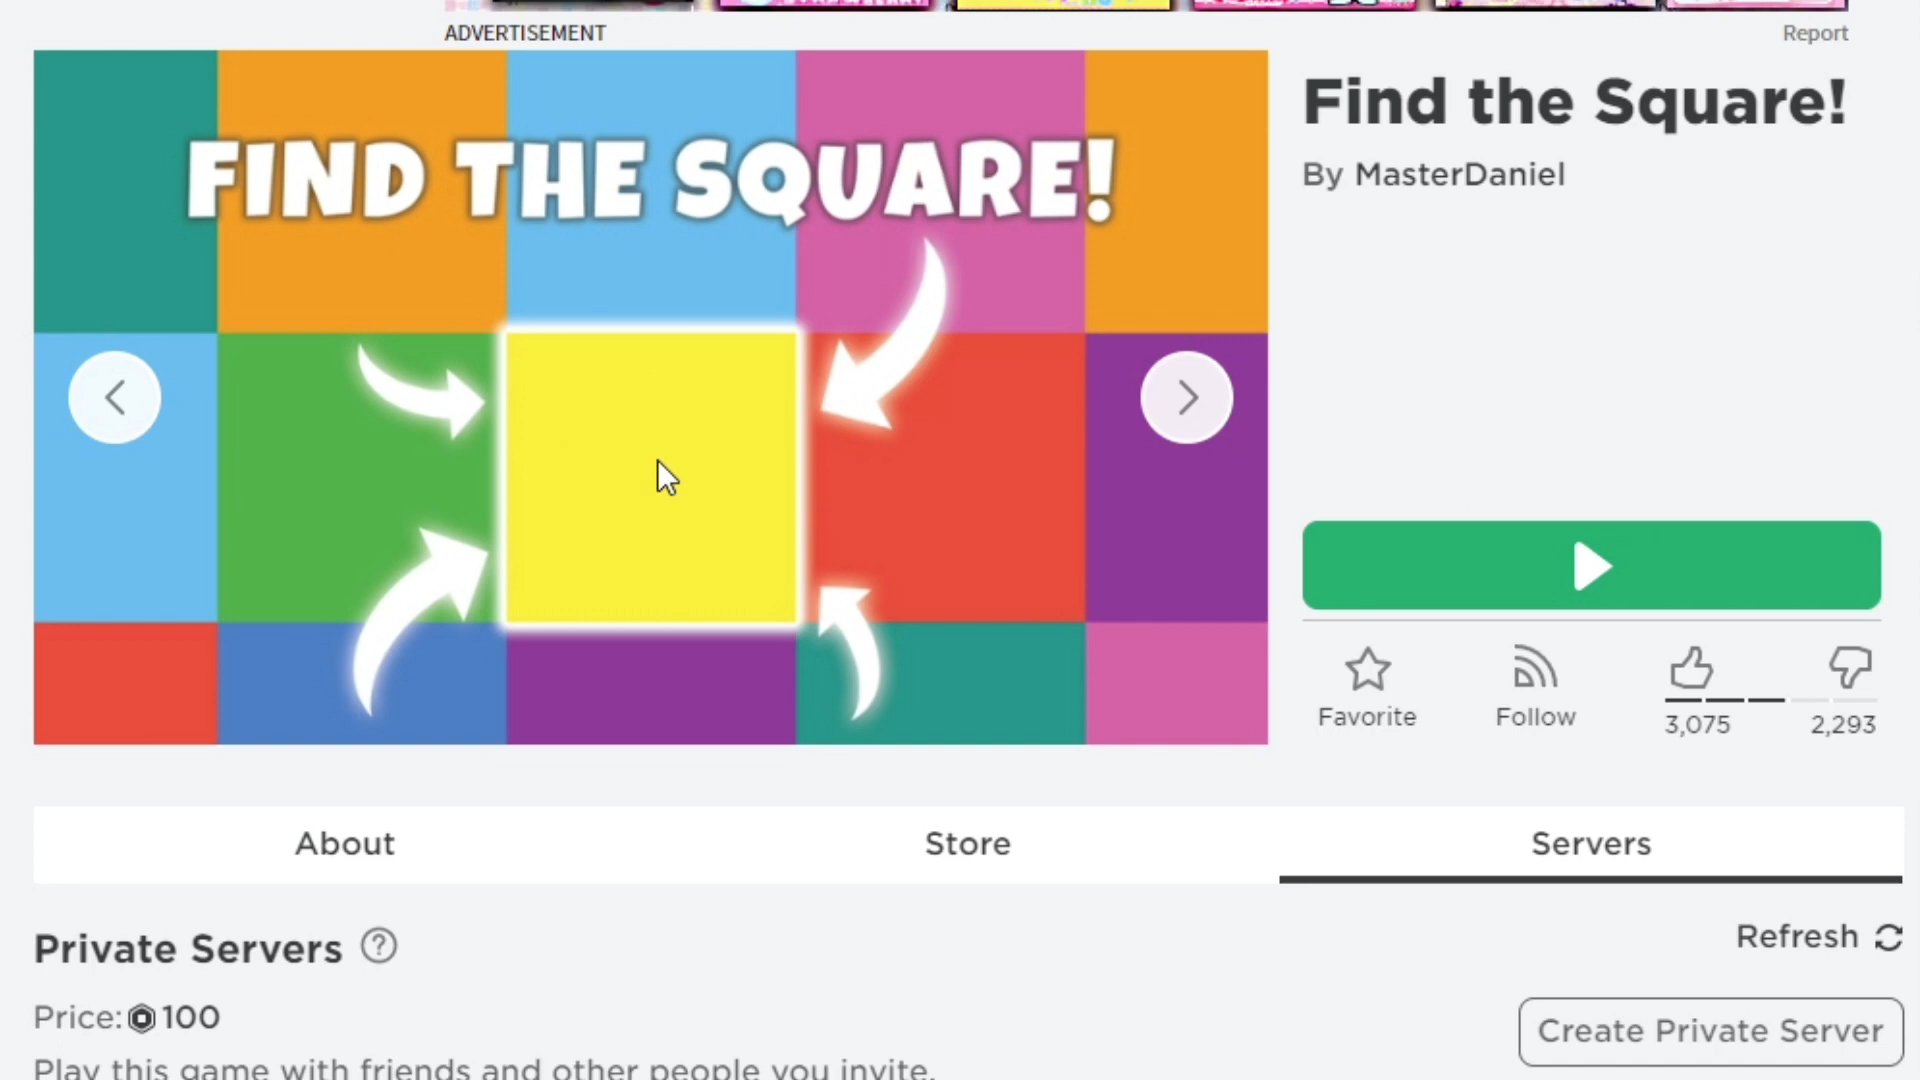 ADVERTISEMENT
Report
FIND THE SQUARE!
Find the Square!
By MasterDaniel
Favorite
Follow
3,075
2,293
About
Store
Servers
Private Servers ?
Refresh
Price: 100
Create Private Server
Play this game with friends and other people you invite.